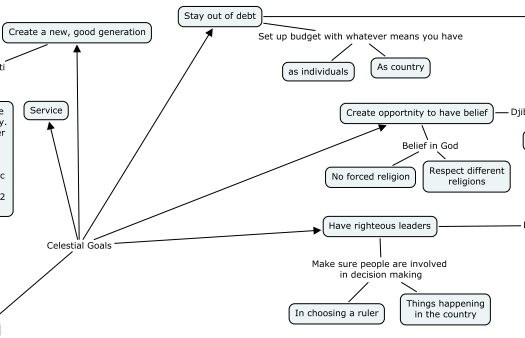 Stay out of debt
Create a new, good generation
Set up budget with whatever means you have
as individuals
As country
Service
Create opportnity to have belief
Belief in God
No forced religion
Respect different
religions
Celestial Goals
Have righteous leaders
Make sure people are involved
in decision making
In choosing a ruler
Things happening
in the country